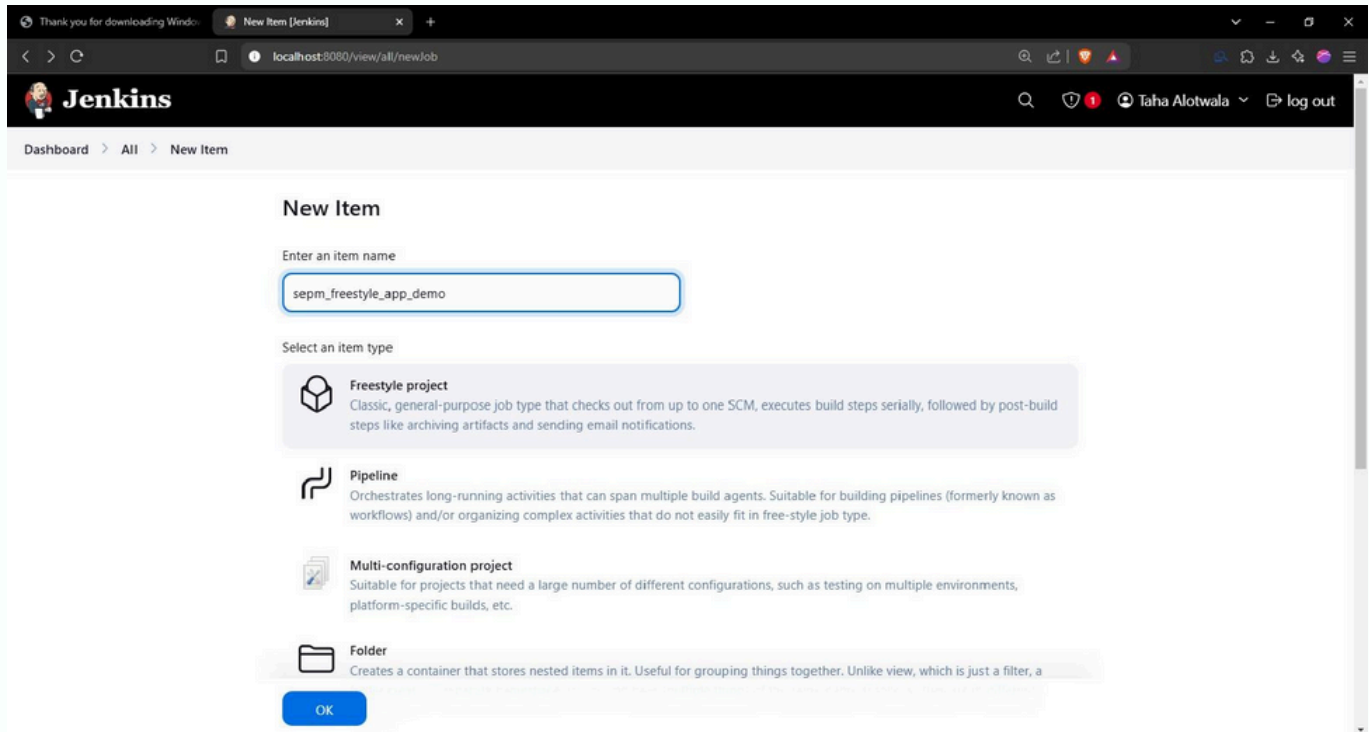 Thank you for downloading Windo
New Item [Jenkins]
localhost:8080/view/all/newJob
Jenkins
1
Taha Alotwala
log out
Dashboard > All > New Item
New Item
Enter an item name
sepm_freestyle_app_demo
Select an item type
Freestyle project
Classic, general-purpose job type that checks out from up to one SCM, executes build steps serially, followed by post-build
steps like archiving artifacts and sending email notifications.
Pipeline
Orchestrates long-running activities that can span multiple build agents. Suitable for building pipelines (formerly known as
workflows) and/or organizing complex activities that do not easily fit in free-style job type.
Multi-configuration project
Suitable for projects that need a large number of different configurations, such as testing on multiple environments,
platform-specific builds, etc.
Folder
Creates a container that stores nested items in it. Useful for grouping things together. Unlike view, which is just a filter, a
OK